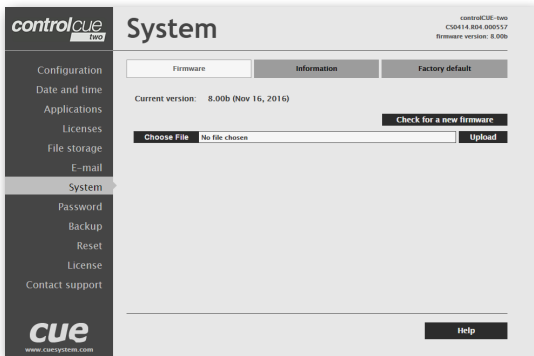 controlcue
two
System
controlCUE-two
CS0414.R04.000557
firmware version: 8.00b
Configuration
Date and time
Applications
Licenses
File storage
E-mail
System
Password
Backup
Reset
License
Contact support
Firmware
Information
Factory default
Current version: 8.00b (Nov 16, 2016)
Check for a new firmware
Choose File No file chosen
Upload
Help
cue
www.cuesystem.com